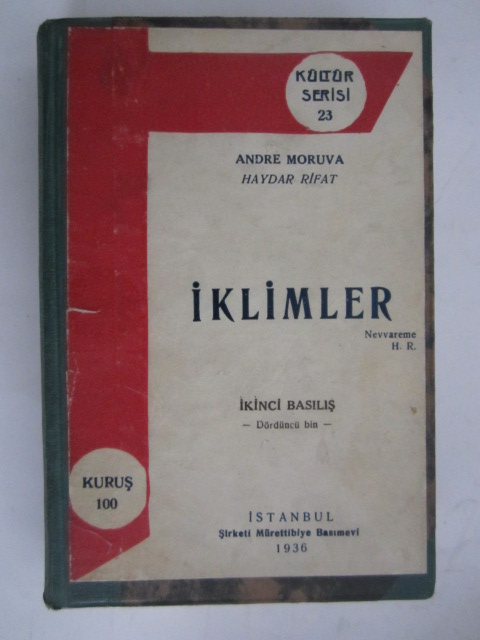 KÜLTÜR
SERİSİ
23
ANDRE MORUVA
HAYDAR RİFAT
İKLİMLER
Nevvareme
H. R.
İKİNCİ BASILIŞ
— Dördüncü bin —
KURUŞ
100
İSTANBUL
Şirketi Mürettibiye Basımevi
1936